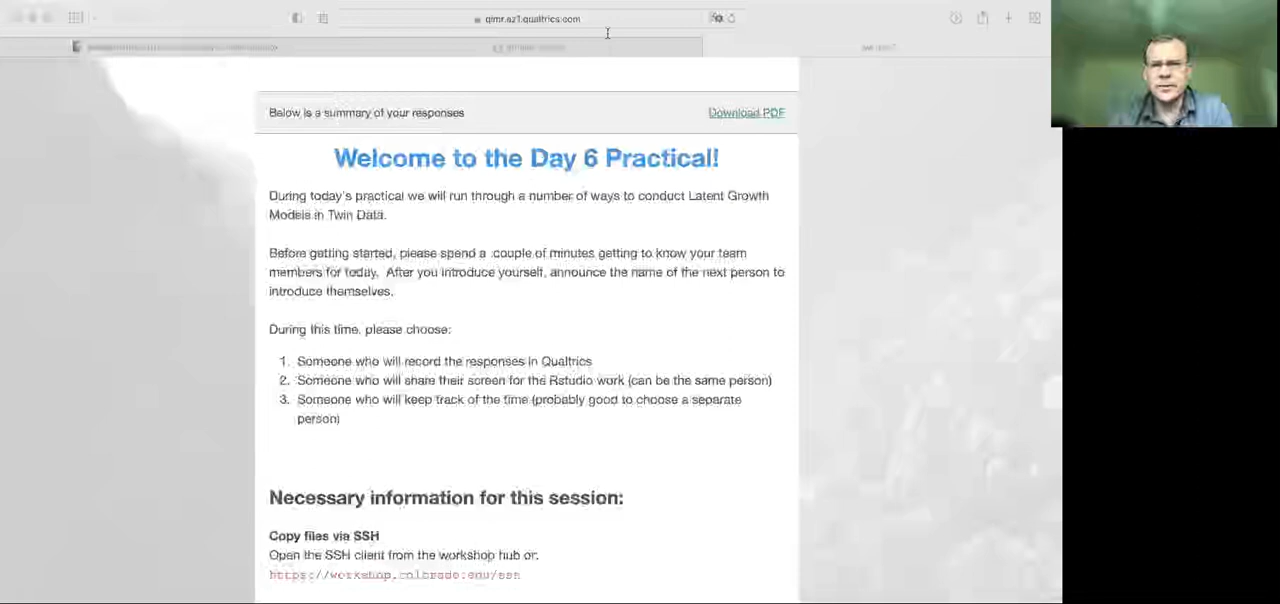 qimr.az1.qualtrics.com
Below is a summary of your responses
Download PDF
Welcome to the Day 6 Practical!
During today's practical we will run through a number of ways to conduct Latent Growth
Models in Twin Data.
Before getting started, please spend a couple of minutes getting to know your team
members for today. After you introduce yourself, announce the name of the next person to
introduce themselves.
During this time, please choose:
1. Someone who will record the responses in Qualtrics
2. Someone who will share their screen for the Rstudio work (can be the same person)
3. Someone who will keep track of the time (probably good to choose a separate
person)
Necessary information for this session:
Copy files via SSH
Open the SSH client from the workshop hub or.
https://workshop.colorado.edu/ssh